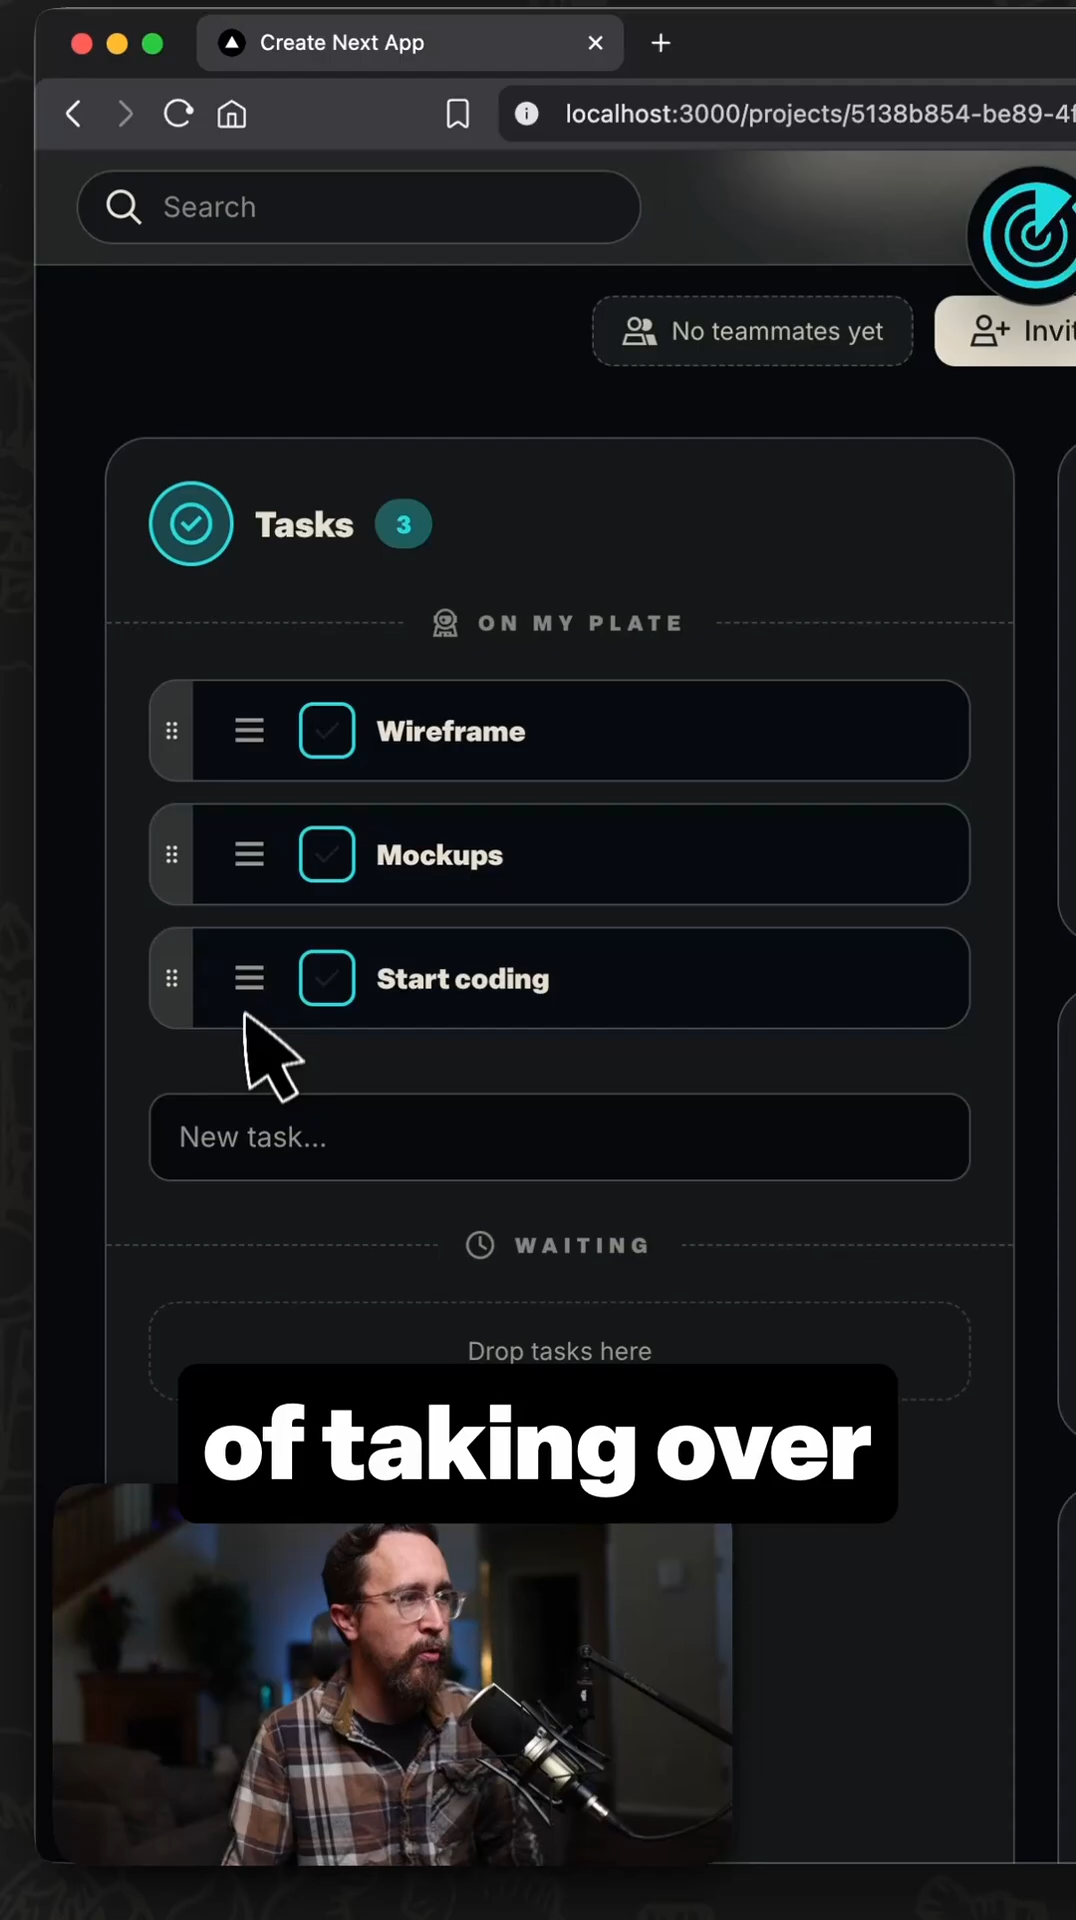 Create Next App
localhost:3000/projects/5138b854-be89-4f
Search
No teammates yet
Invit
Tasks 3
ON MY PLATE
Wireframe
Mockups
Start coding
New task...
WAITING
Drop tasks here
of taking over